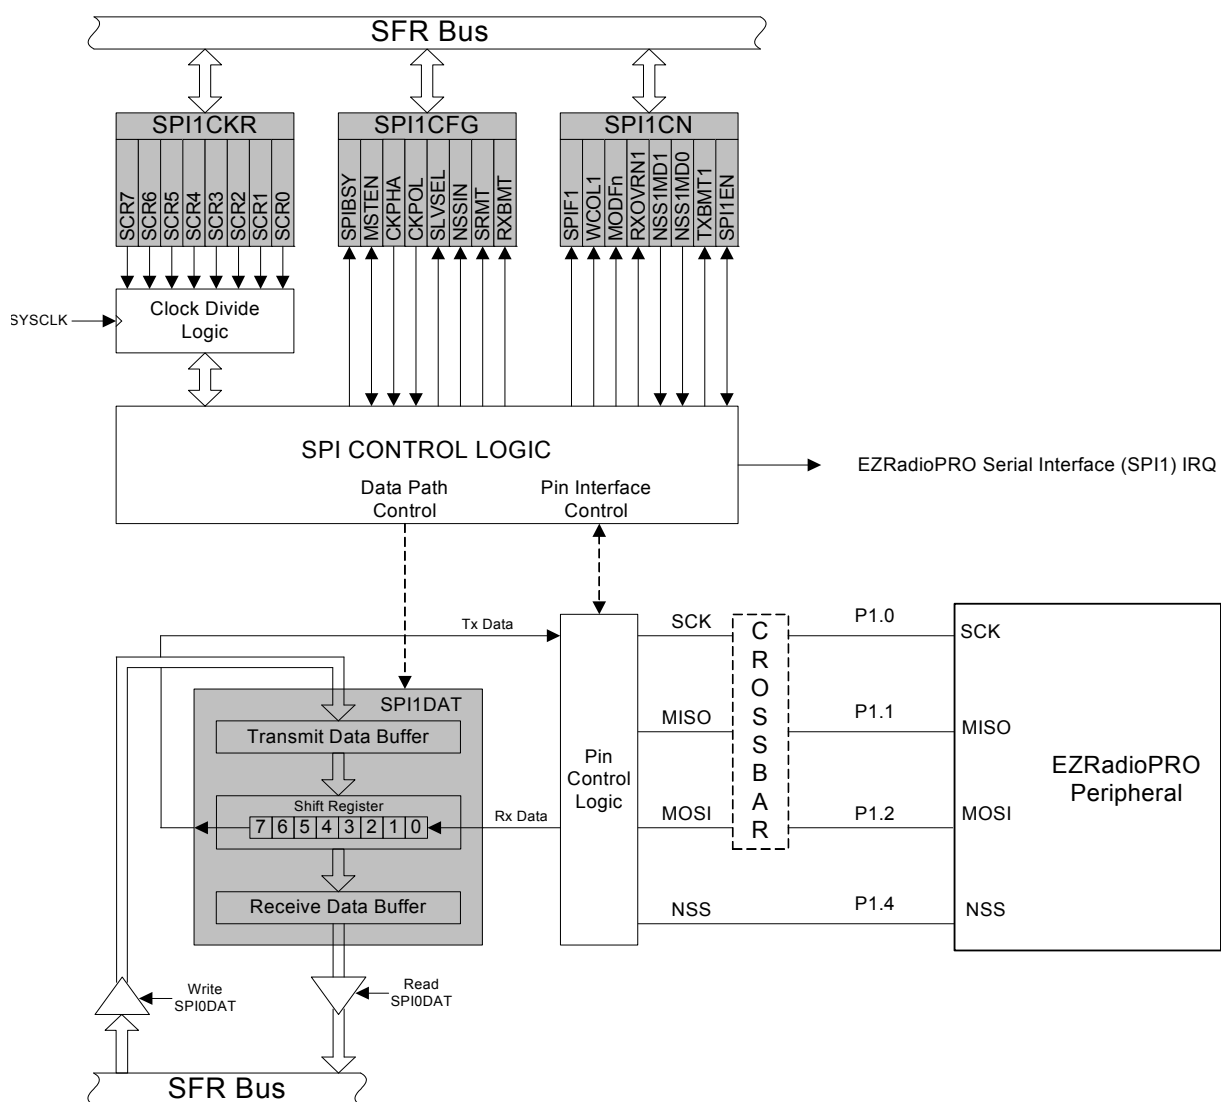 SFR Bus
SPI1CKR
SPI1CFG
SPI1CN
SCR7
SCR6
SCR5
SCR4
SCR3
SCR2
SCR1
SCR0
SPIBSY
MSTEN
CKPHA
CKPOL
SLVSEL
NSSIN
SRMT
RXBMT
SPIF1
WCOL1
MODFn
RXOVRN1
NSS1MD1
NSS1MD0
TXBMT1
SPI1EN
SYSCLK
Clock Divide
Logic
SPI CONTROL LOGIC
EZRadioPRO Serial Interface (SPI1) IRQ
Data Path
Control
Pin Interface
Control
Tx Data
SCK
CROSSBAR
P1.0
SCK
SPI1DAT
Transmit Data Buffer
MISO
P1.1
MISO
Pin
Control
Logic
EZRadioPRO
Peripheral
Shift Register
7 6 5 4 3 2 1 0
Rx Data
MOSI
P1.2
MOSI
Receive Data Buffer
NSS
P1.4
NSS
Write
SPI0DAT
Read
SPI0DAT
SFR Bus